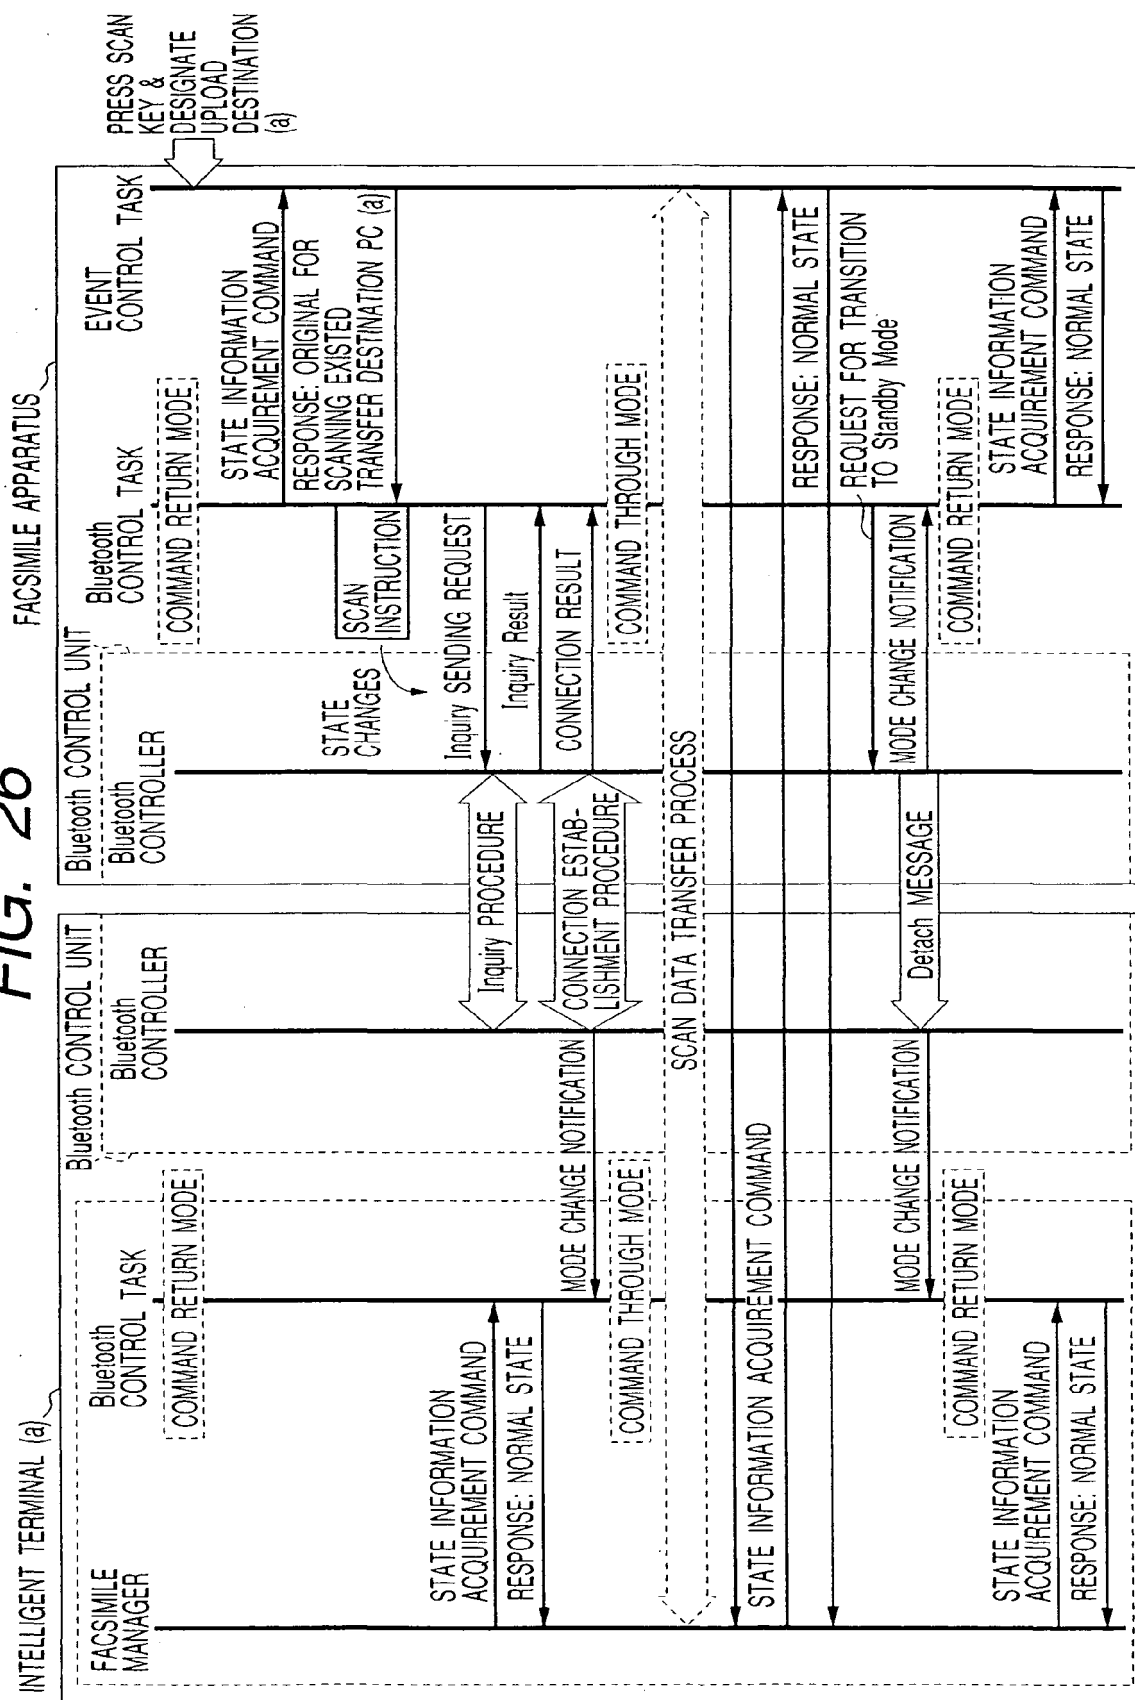 FIG. 26
INTELLIGENT TERMINAL (a)
FACSIMILE APPARATUS
FACSIMILE
MANAGER
Bluetooth
CONTROL TASK
Bluetooth CONTROL UNIT
Bluetooth
CONTROLLER
Bluetooth CONTROL UNIT
Bluetooth
CONTROLLER
Bluetooth
CONTROL TASK
EVENT
CONTROL TASK
PRESS SCAN
KEY &
DESIGNATE
UPLOAD
DESTINATION
(a)
COMMAND RETURN MODE
COMMAND RETURN MODE
STATE INFORMATION
ACQUIREMENT COMMAND
RESPONSE: ORIGINAL FOR
SCANNING EXISTED
TRANSFER DESTINATION PC (a)
SCAN
INSTRUCTION
STATE
CHANGES
STATE INFORMATION
ACQUIREMENT COMMAND
RESPONSE: NORMAL STATE
Inquiry SENDING REQUEST
Inquiry PROCEDURE
Inquiry Result
CONNECTION ESTAB-
LISHMENT PROCEDURE
CONNECTION RESULT
MODE CHANGE NOTIFICATION
COMMAND THROUGH MODE
COMMAND THROUGH MODE
SCAN DATA TRANSFER PROCESS
STATE INFORMATION ACQUIREMENT COMMAND
RESPONSE: NORMAL STATE
REQUEST FOR TRANSITION
TO Standby Mode
Detach MESSAGE
MODE CHANGE NOTIFICATION
MODE CHANGE NOTIFICATION
COMMAND RETURN MODE
COMMAND RETURN MODE
STATE INFORMATION
ACQUIREMENT COMMAND
RESPONSE: NORMAL STATE
STATE INFORMATION
ACQUIREMENT COMMAND
RESPONSE: NORMAL STATE